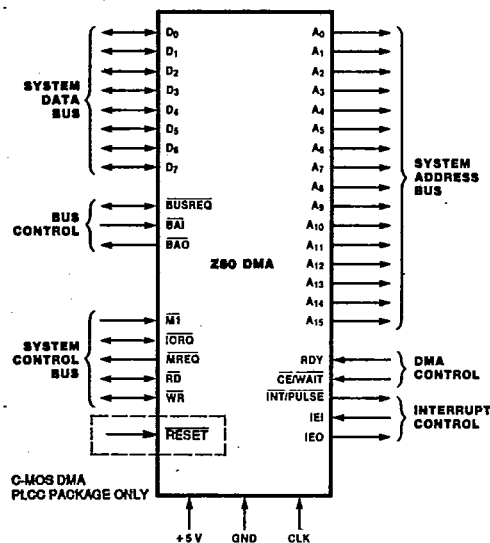 SYSTEM
DATA
BUS
BUS
CONTROL
SYSTEM
CONTROL
BUS
C-MOS DMA
PLCC PACKAGE ONLY
D0
D1
D2
D3
D4
D5
D6
D7
BUSREQ
BAI
BAO
M1
IORQ
MREQ
RD
WR
RESET
Z80 DMA
A0
A1
A2
A3
A4
A5
A6
A7
A8
A9
A10
A11
A12
A13
A14
A15
RDY
CE/WAIT
INT/PULSE
IEI
IEO
SYSTEM
ADDRESS
BUS
DMA
CONTROL
INTERRUPT
CONTROL
+5 V GND CLK